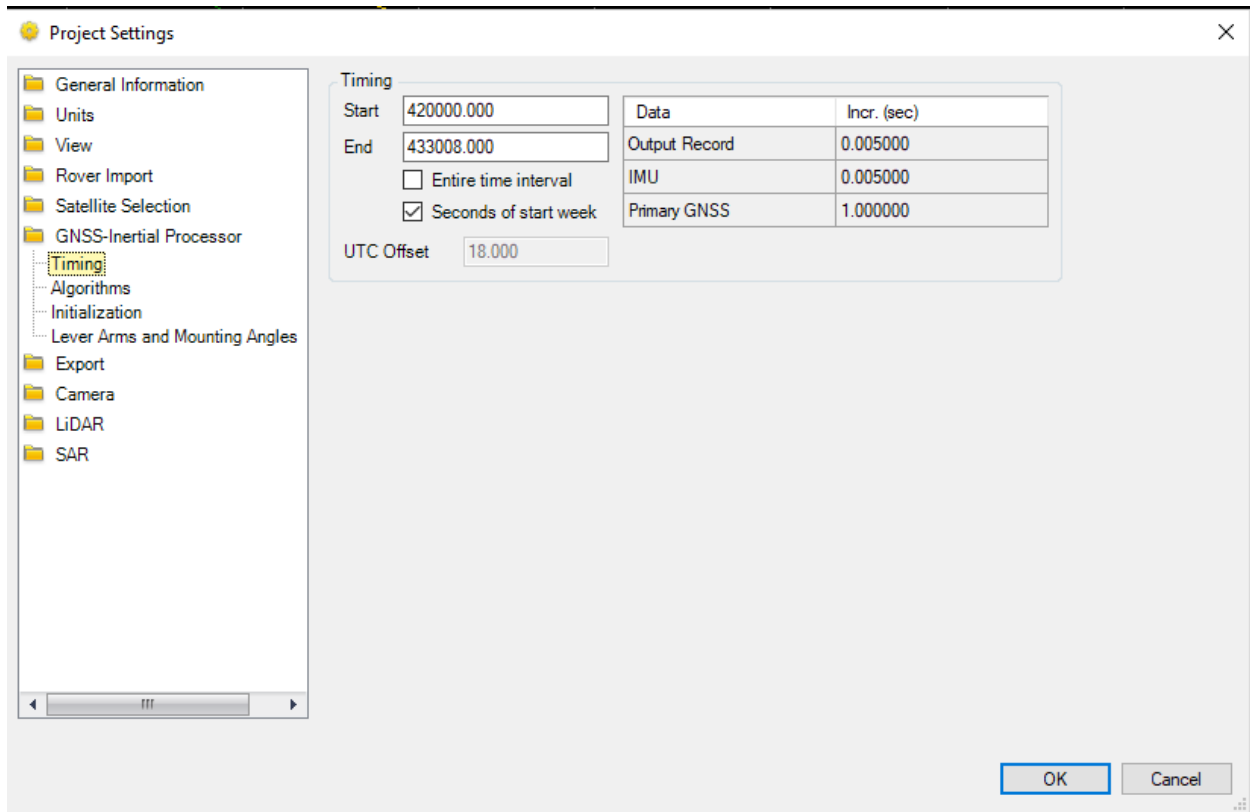 Project Settings
General Information
Units
View
Rover Import
Satellite Selection
GNSS-Inertial Processor
Timing
Algorithms
Initialization
Lever Arms and Mounting Angles
Export
Camera
LiDAR
SAR
Timing
Start 420000.000
End 433008.000
Entire time interval
Seconds of start week
UTC Offset 18.000
Data Incr. (sec)
Output Record 0.005000
IMU 0.005000
Primary GNSS 1.000000
OK Cancel